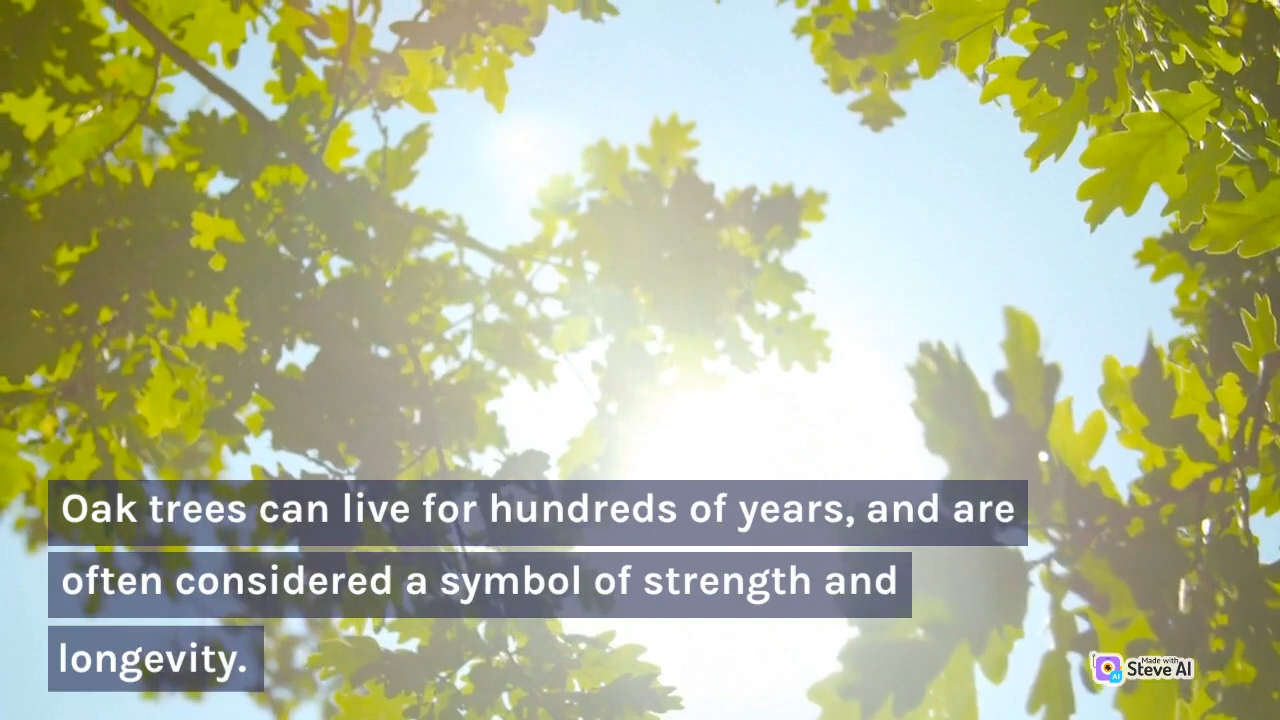 Oak trees can live for hundreds of years, and are
often considered a symbol of strength and
longevity.
Made with
Steve AI
AI